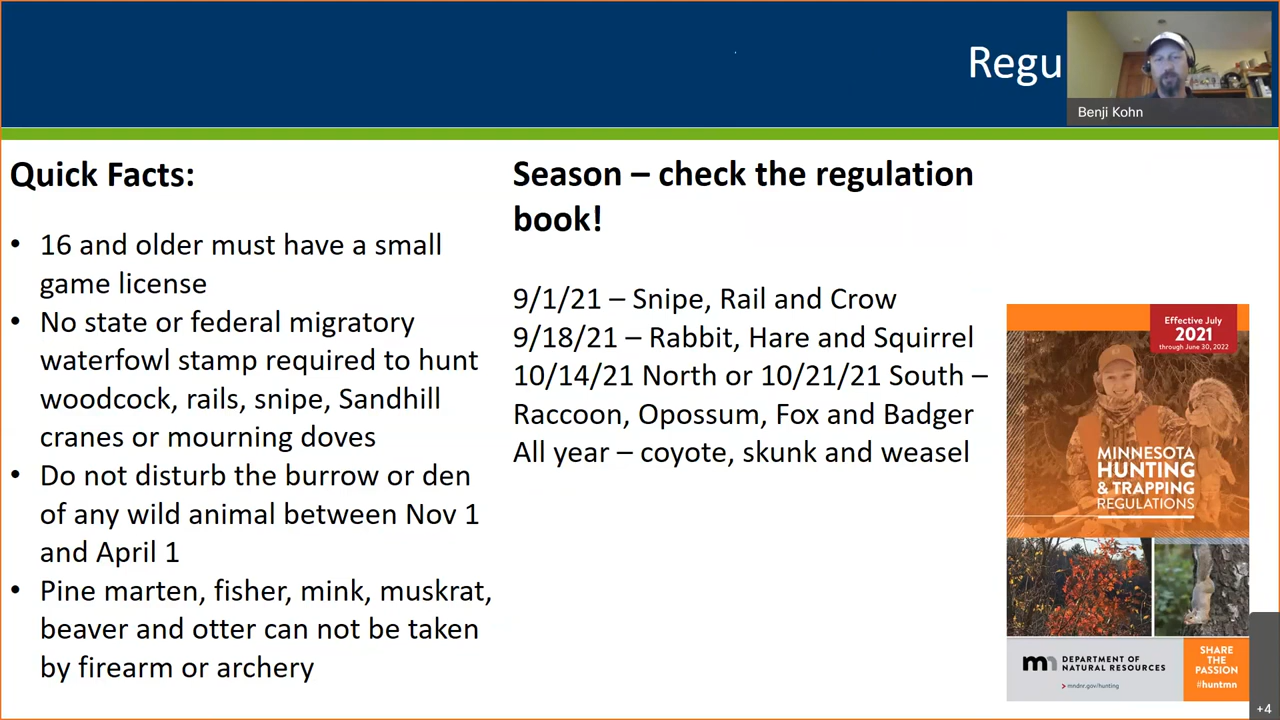 Regu
Benji Kohn
Quick Facts:
• 16 and older must have a small
game license
• No state or federal migratory
waterfowl stamp required to hunt
woodcock, rails, snipe, Sandhill
cranes or mourning doves
• Do not disturb the burrow or den
of any wild animal between Nov 1
and April 1
• Pine marten, fisher, mink, muskrat,
beaver and otter can not be taken
by firearm or archery
Season – check the regulation
book!
9/1/21 – Snipe, Rail and Crow
9/18/21 – Rabbit, Hare and Squirrel
10/14/21 North or 10/21/21 South –
Raccoon, Opossum, Fox and Badger
All year – coyote, skunk and weasel
Effective July
2021
through June 30, 2022
MINNESOTA
HUNTING
& TRAPPING
REGULATIONS
mn DEPARTMENT OF
NATURAL RESOURCES
mndnr.gov/hunting
SHARE
THE
PASSION
#huntmn
+4